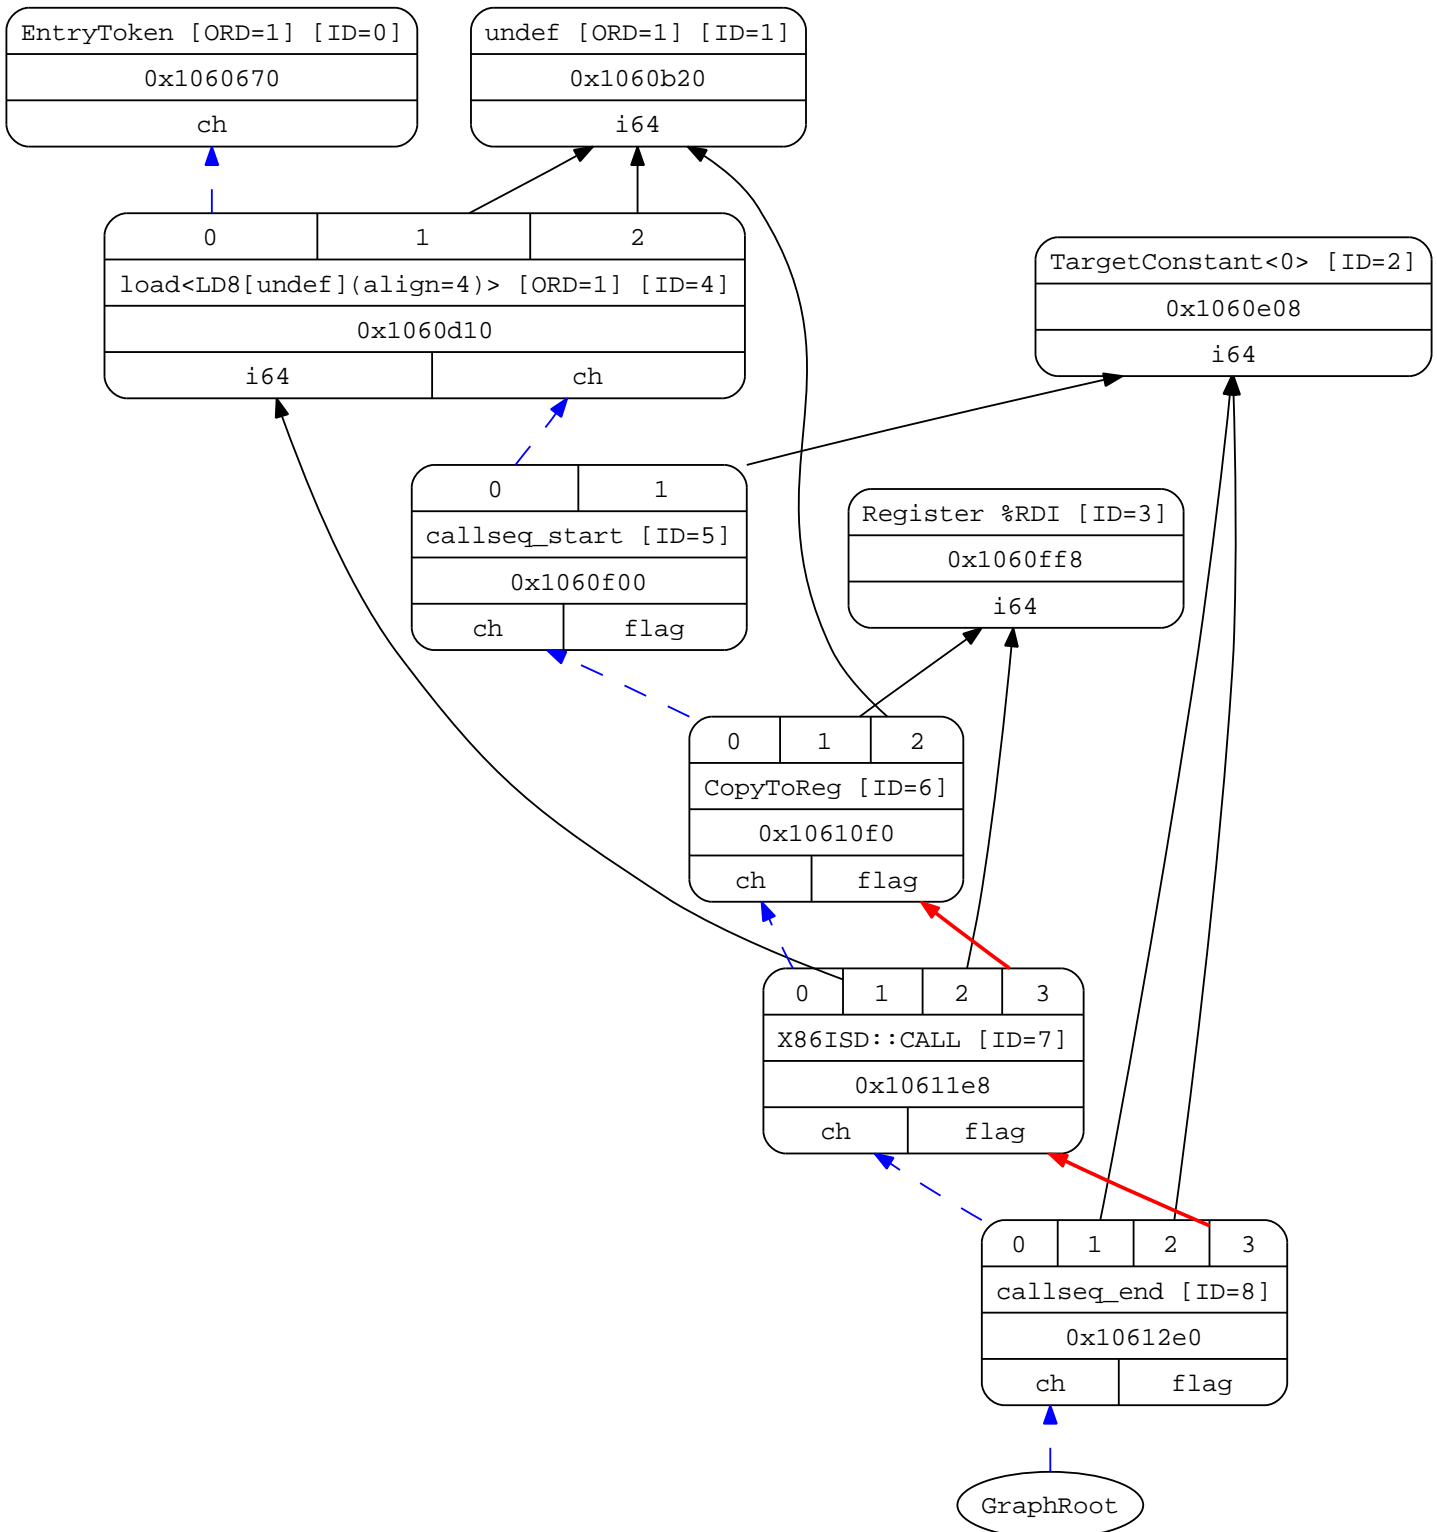 EntryToken [ORD=1] [ID=0]
0x1060670
ch
undef [ORD=1] [ID=1]
0x1060b20
i64
0 1 2
load<LD8[undef](align=4)> [ORD=1] [ID=4]
0x1060d10
i64 ch
TargetConstant<0> [ID=2]
0x1060e08
i64
0 1
callseq_start [ID=5]
0x1060f00
ch flag
Register %RDI [ID=3]
0x1060ff8
i64
0 1 2
CopyToReg [ID=6]
0x10610f0
ch flag
0 1 2 3
X86ISD::CALL [ID=7]
0x10611e8
ch flag
0 1 2 3
callseq_end [ID=8]
0x10612e0
ch flag
GraphRoot